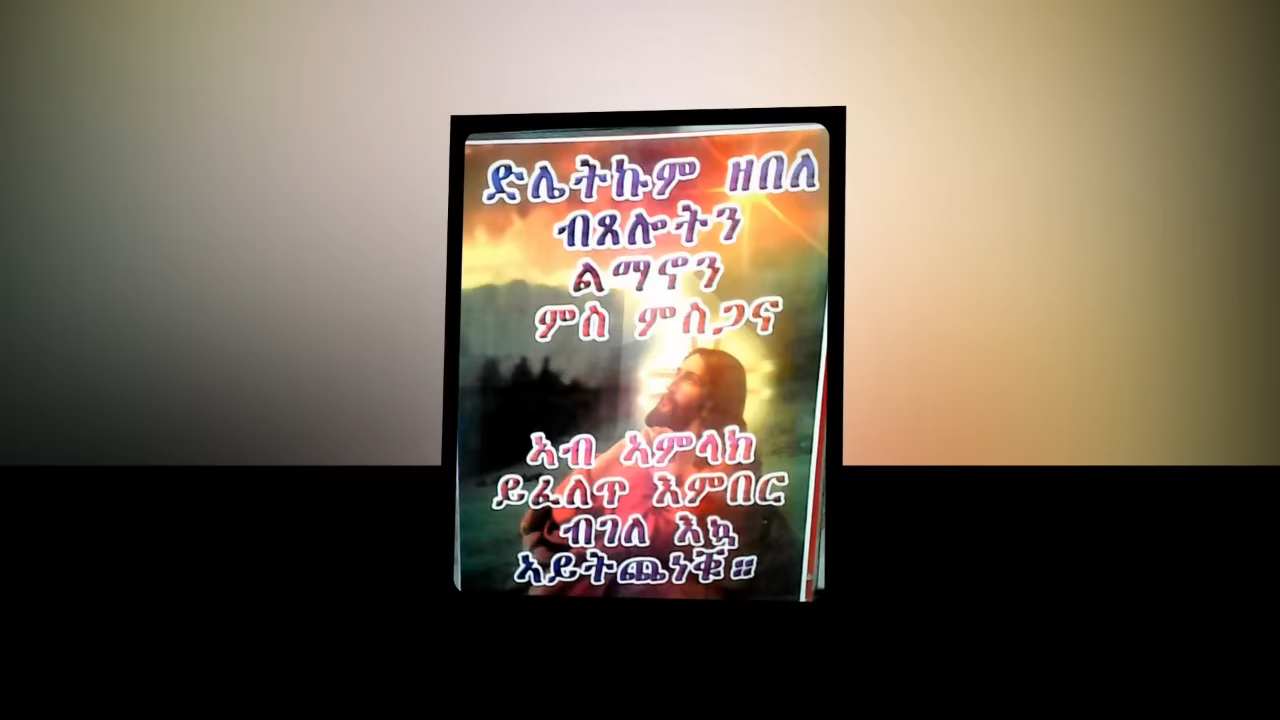 ድሌትኩም ዘበለ
ብጸሎትን
ልማኖን
ምስ ምስጋና
ኣብ ኣምላክ
ይፈለጥ እምበር
ብገለ እኳ
ኣይትጨነቑ።